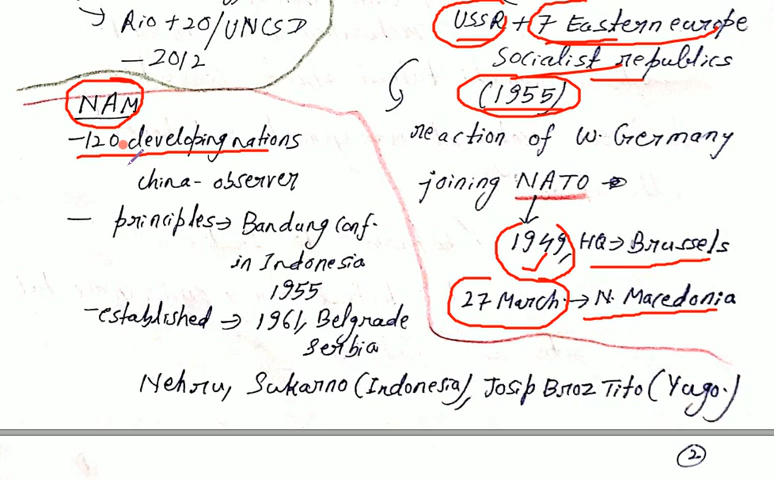 → Rio + 20/UNCSD
— 2012
NAM
- 120 developing nations
china - observer
— principles → Bandung Conf.
in Indonesia
1955
- established → 1961, Belgrade
Serbia
USSR + 7 Eastern europe
Socialist republics
(1955)
reaction of W. Germany
joining NATO →
1949, HQ → Brussels
27 March → N. Macedonia
Nehru, Sukarno (Indonesia), Josip Broz Tito (Yugo.)
2